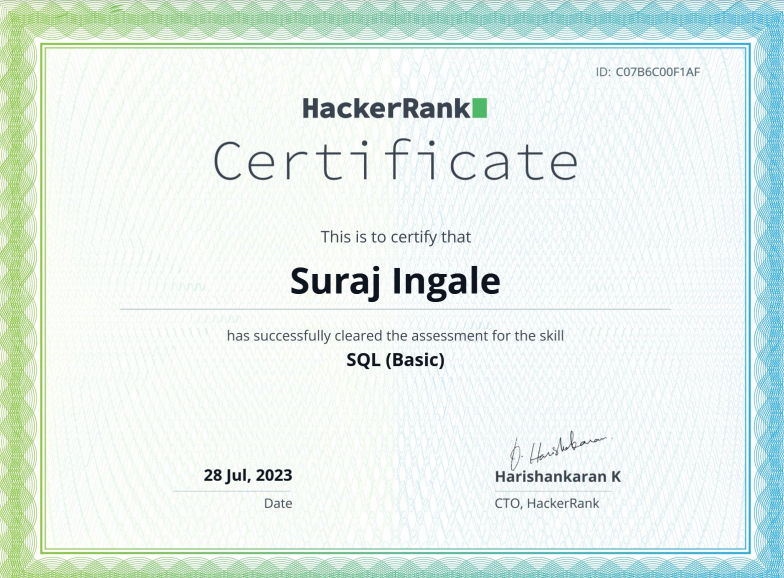 ID: C07B6C00F1AF
HackerRank
Certificate
This is to certify that
Suraj Ingale
has successfully cleared the assessment for the skill
SQL (Basic)
28 Jul, 2023
Date
Harishankaran K
CTO, HackerRank